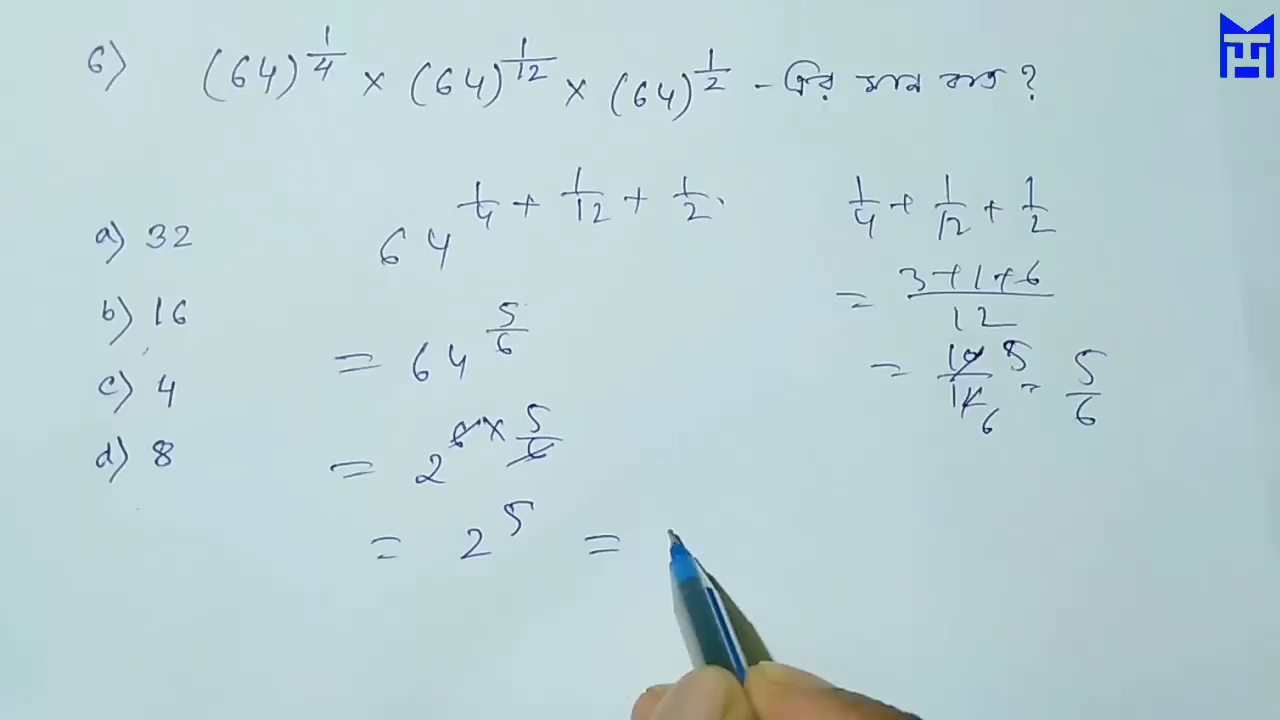 6) (64)^{1/4} × (64)^{1/12} × (64)^{1/2} - এর মান কত ?
a) 32
b) 16
c) 4
d) 8
64^{1/4 + 1/12 + 1/2}.
= 64^{5/6}
= 2^{6 × 5/6}
= 2^5 =
1/4 + 1/12 + 1/2
= (3+1+6)/12
= 10/12 5/6 = 5/6